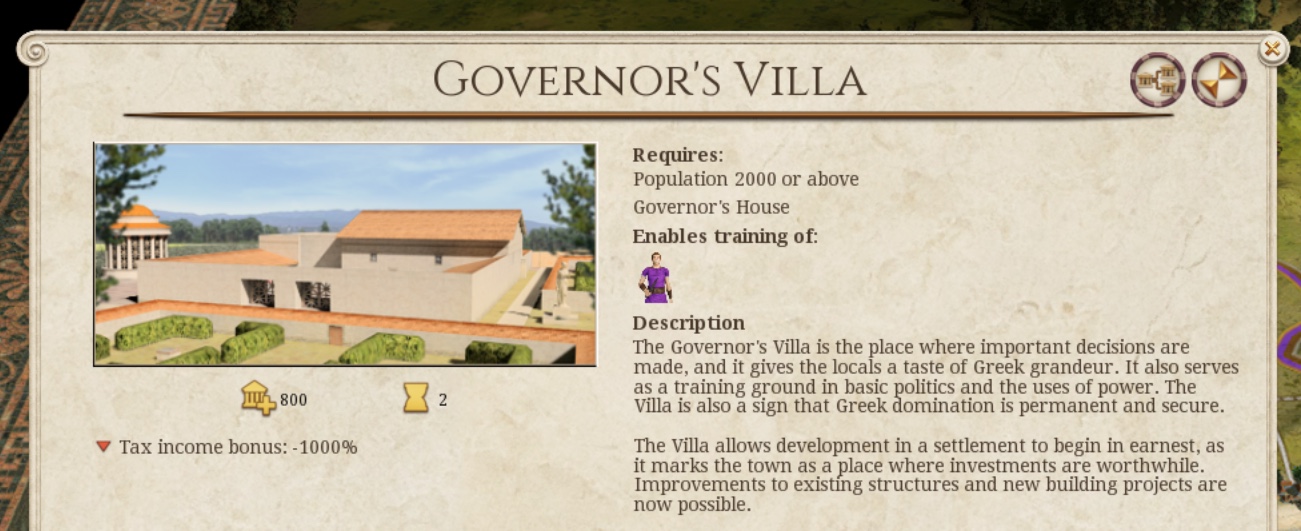 GOVERNOR'S VILLA
Requires:
Population 2000 or above
Governor's House
Enables training of:
Description
The Governor's Villa is the place where important decisions are
made, and it gives the locals a taste of Greek grandeur. It also serves
as a training ground in basic politics and the uses of power. The
Villa is also a sign that Greek domination is permanent and secure.
The Villa allows development in a settlement to begin in earnest, as
it marks the town as a place where investments are worthwhile.
Improvements to existing structures and new building projects are
now possible.
800
2
Tax income bonus: -1000%